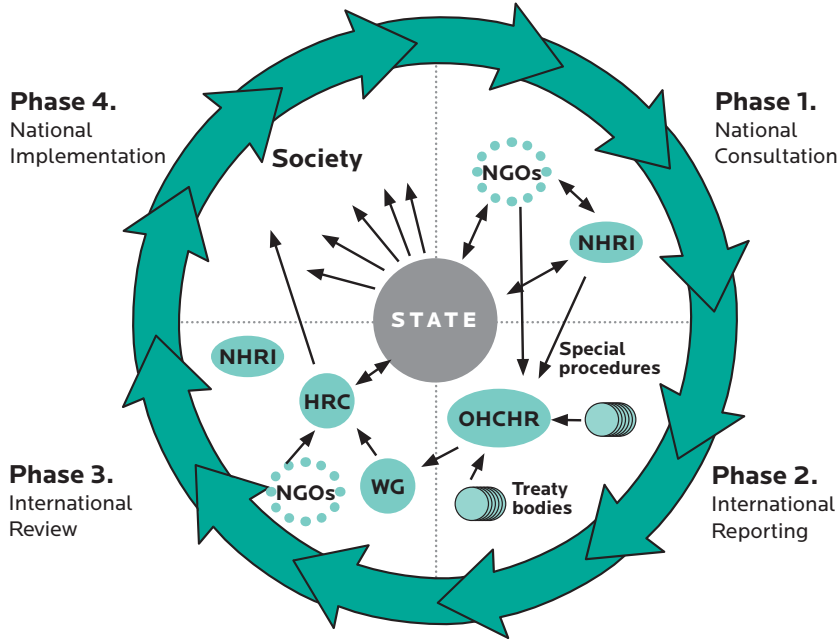 Phase 1.
National
Consultation
NGOs
NHRI
STATE
Special
procedures
OHCHR
Treaty
bodies
Phase 2.
International
Reporting
WG
HRC
NHRI
NGOs
Phase 3.
International
Review
Phase 4.
National
Implementation
Society